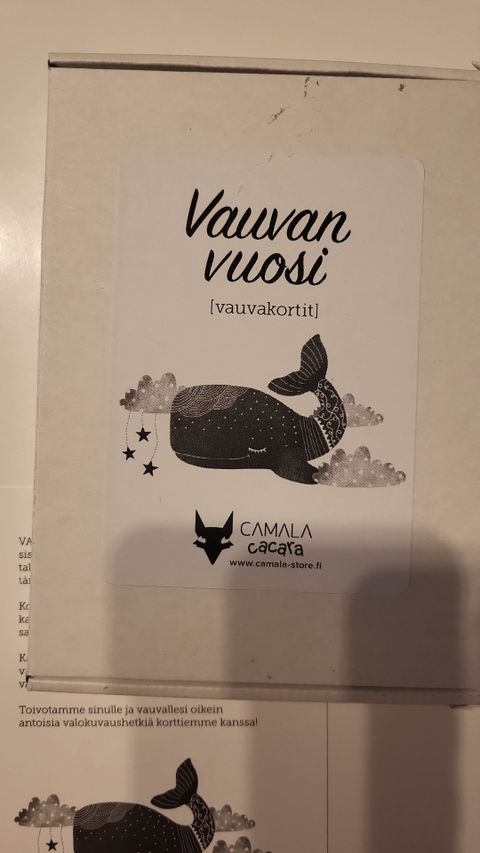 Vauvan
vuosi
[vauvakortit]
CAMALA
cacara
www.camala-store.fi
Toivotamme sinulle ja vauvallesi oikein
antoisia valokuvaushetkiä korttiemme kanssa!